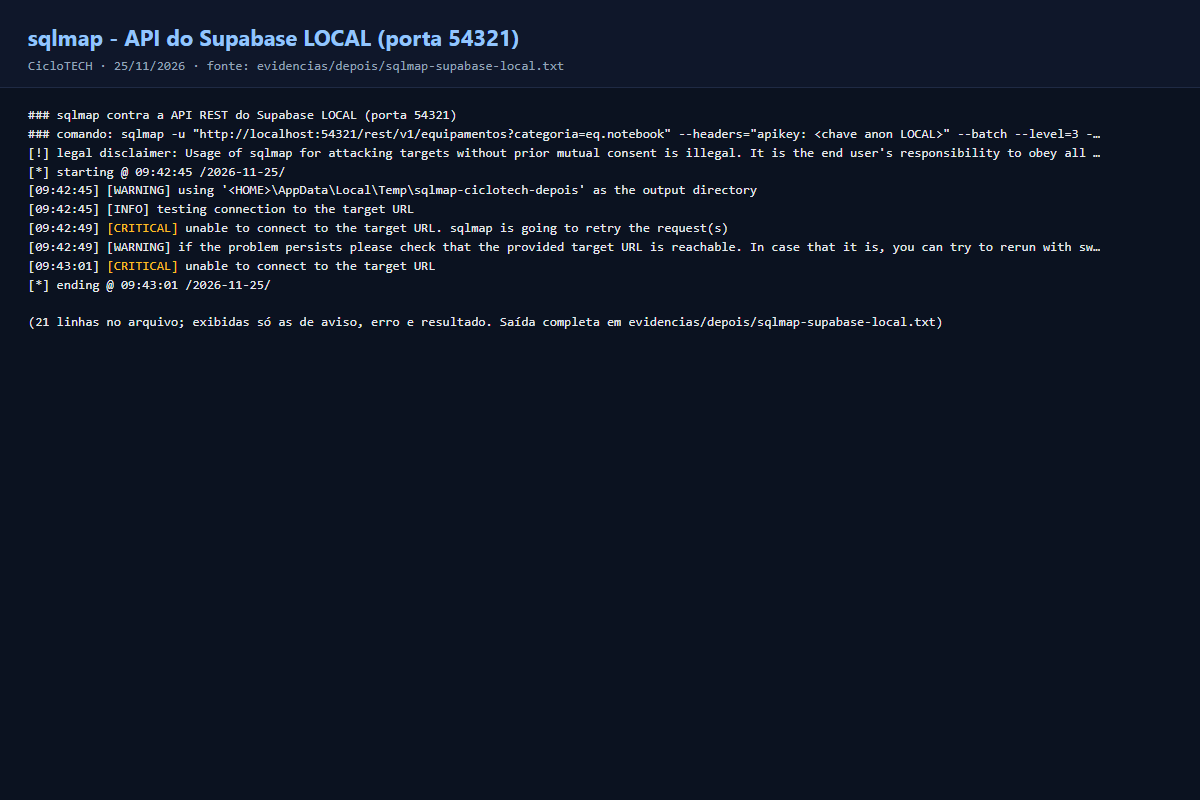 sqlmap - API do Supabase LOCAL (porta 54321)
CicloTECH · 25/11/2026 · fonte: evidencias/depois/sqlmap-supabase-local.txt
### sqlmap contra a API REST do Supabase LOCAL (porta 54321)
### comando: sqlmap -u "http://localhost:54321/rest/v1/equipamentos?categoria=eq.notebook" --headers="apikey: <chave anon LOCAL>" --batch --level=3 -…
[!] legal disclaimer: Usage of sqlmap for attacking targets without prior mutual consent is illegal. It is the end user's responsibility to obey all …
[*] starting @ 09:42:45 /2026-11-25/
[09:42:45] [WARNING] using '<HOME>\AppData\Local\Temp\sqlmap-ciclotech-depois' as the output directory
[09:42:45] [INFO] testing connection to the target URL
[09:42:49] [CRITICAL] unable to connect to the target URL. sqlmap is going to retry the request(s)
[09:42:49] [WARNING] if the problem persists please check that the provided target URL is reachable. In case that it is, you can try to rerun with sw…
[09:43:01] [CRITICAL] unable to connect to the target URL
[*] ending @ 09:43:01 /2026-11-25/
(21 linhas no arquivo; exibidas só as de aviso, erro e resultado. Saída completa em evidencias/depois/sqlmap-supabase-local.txt)